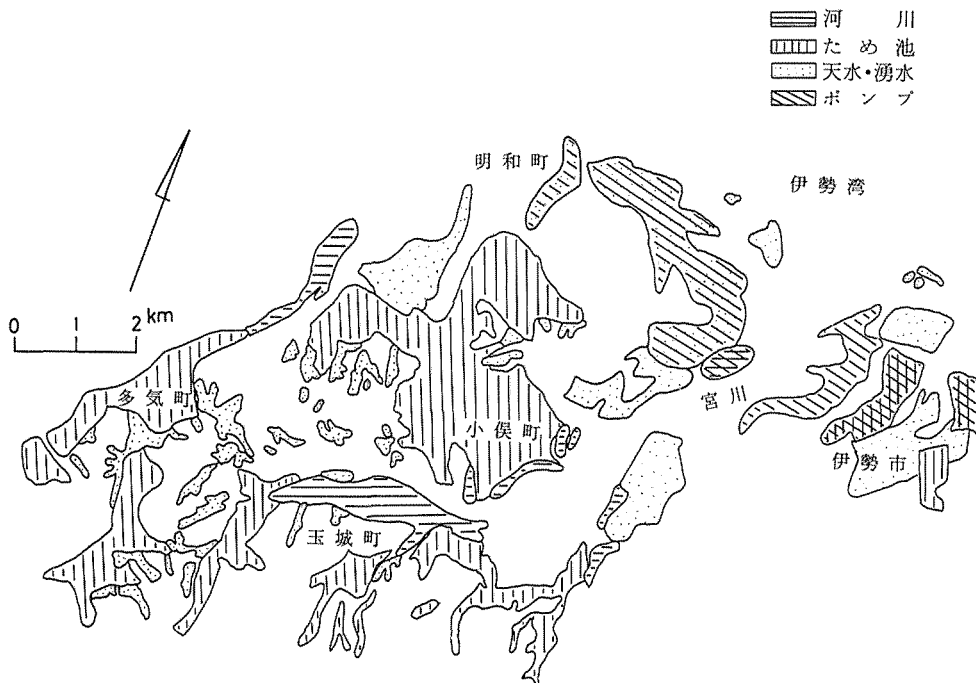 河川
ため池
天水・湧水
ポンプ
明和町
伊勢湾
0 1 2 km
多気町
宮川
小俣町
伊勢市
玉城町